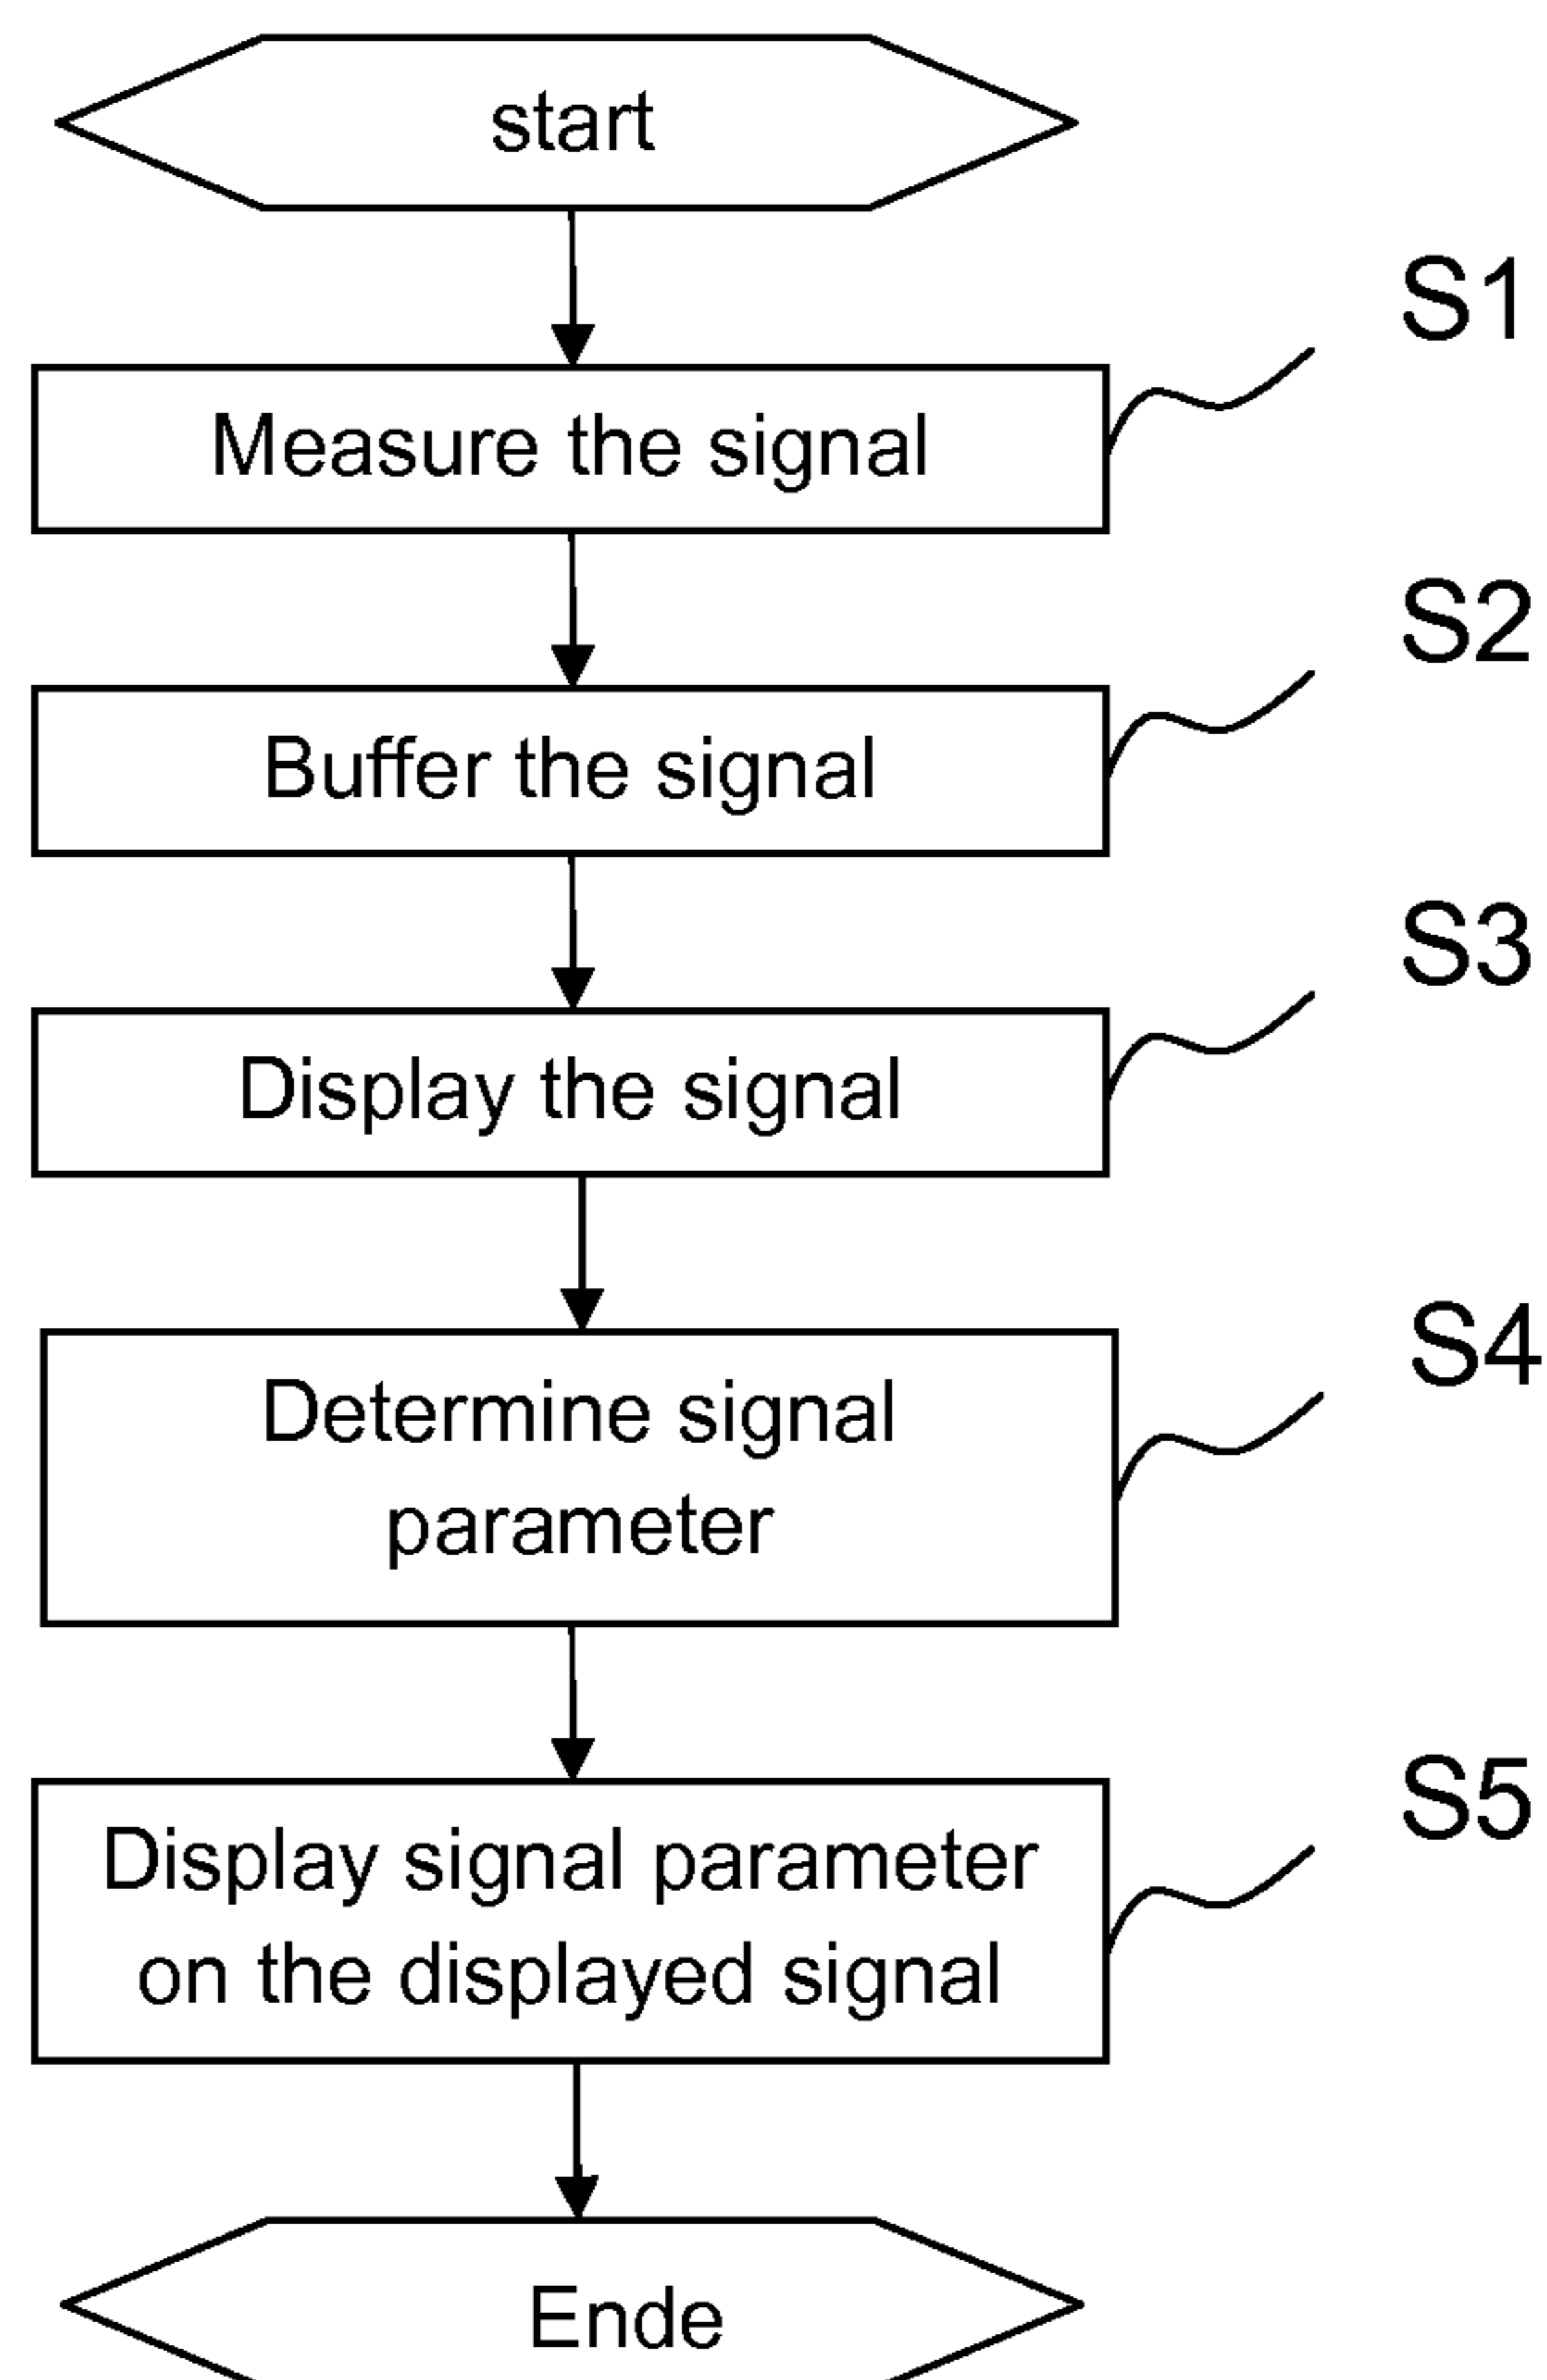 start
S1
Measure the signal
S2
Buffer the signal
S3
Display the signal
S4
Determine signal
parameter
S5
Display signal parameter
on the displayed signal
Ende